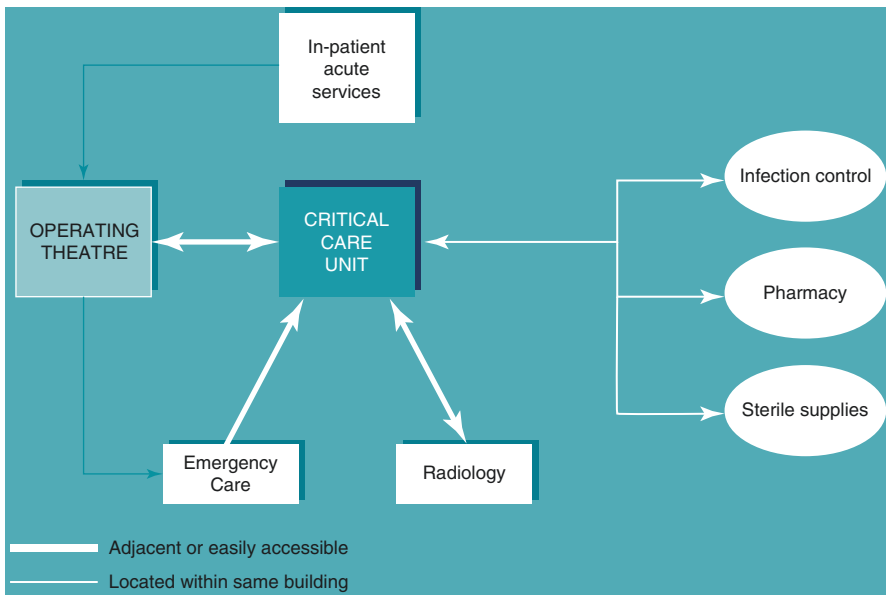 In-patient
acute
services
OPERATING
THEATRE
CRITICAL
CARE
UNIT
Infection control
Pharmacy
Sterile supplies
Emergency
Care
Radiology
Adjacent or easily accessible
Located within same building